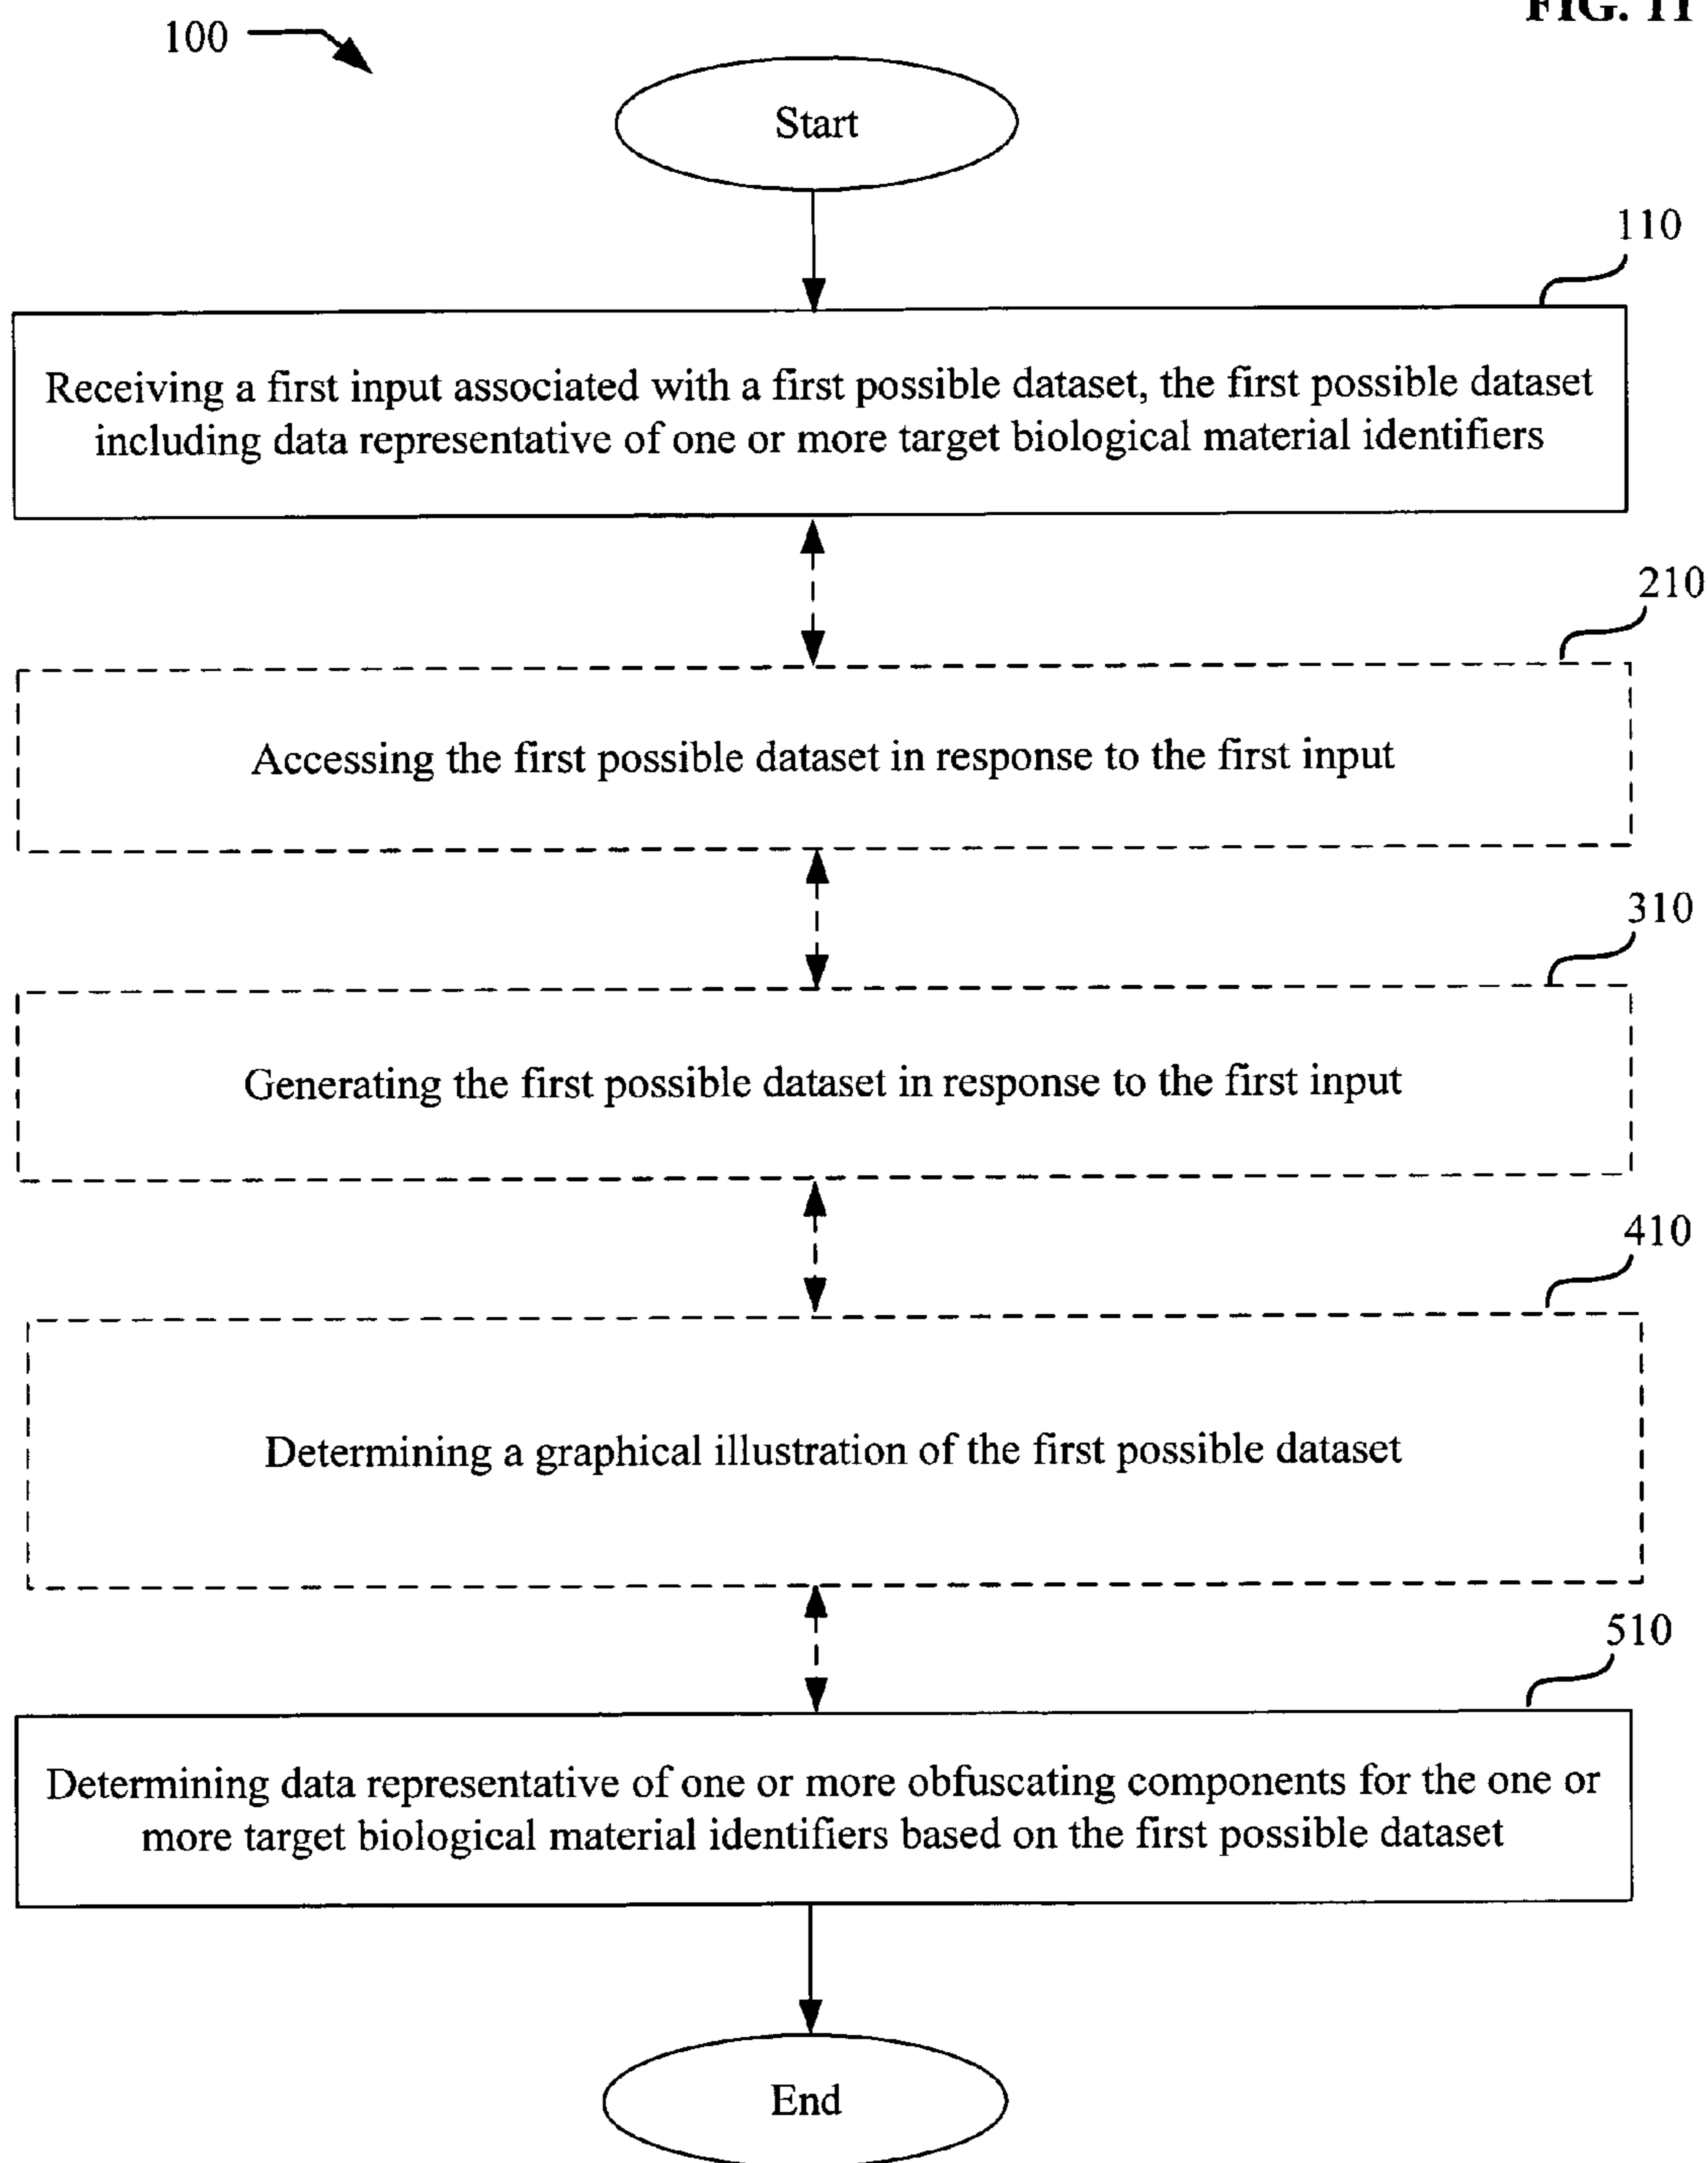 FIG. 11
100
Start
110
Receiving a first input associated with a first possible dataset, the first possible dataset
including data representative of one or more target biological material identifiers
210
Accessing the first possible dataset in response to the first input
310
Generating the first possible dataset in response to the first input
410
Determining a graphical illustration of the first possible dataset
510
Determining data representative of one or more obfuscating components for the one or
more target biological material identifiers based on the first possible dataset
End